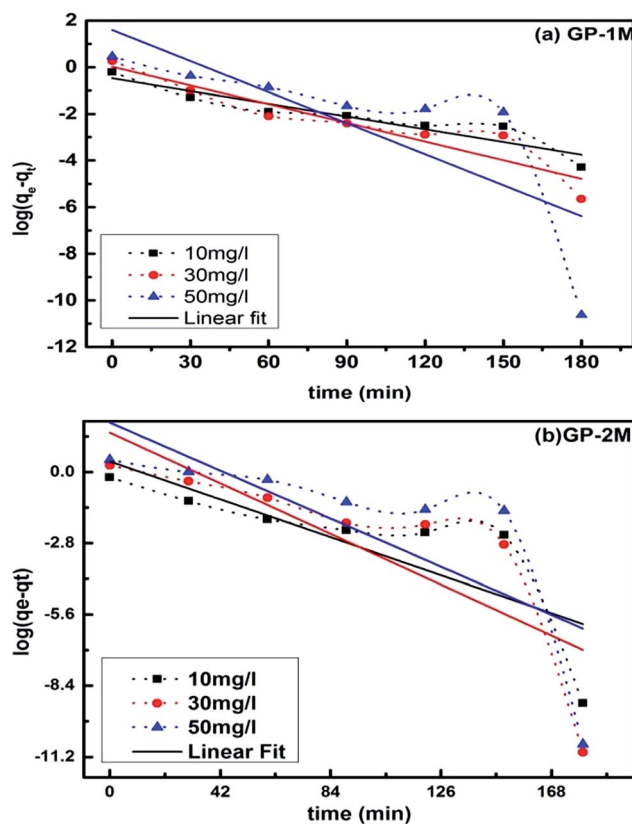 (a) GP-1M
2
0
-2
-4
-6
-8
-10
-12
log(qₑ-qₜ)
10mg/l
30mg/l
50mg/l
Linear fit
0 30 60 90 120 150 180
time (min)
(b)GP-2M
0.0
-2.8
-5.6
-8.4
-11.2
log(qe-qt)
10mg/l
30mg/l
50mg/l
Linear Fit
0 42 84 126 168
time (min)